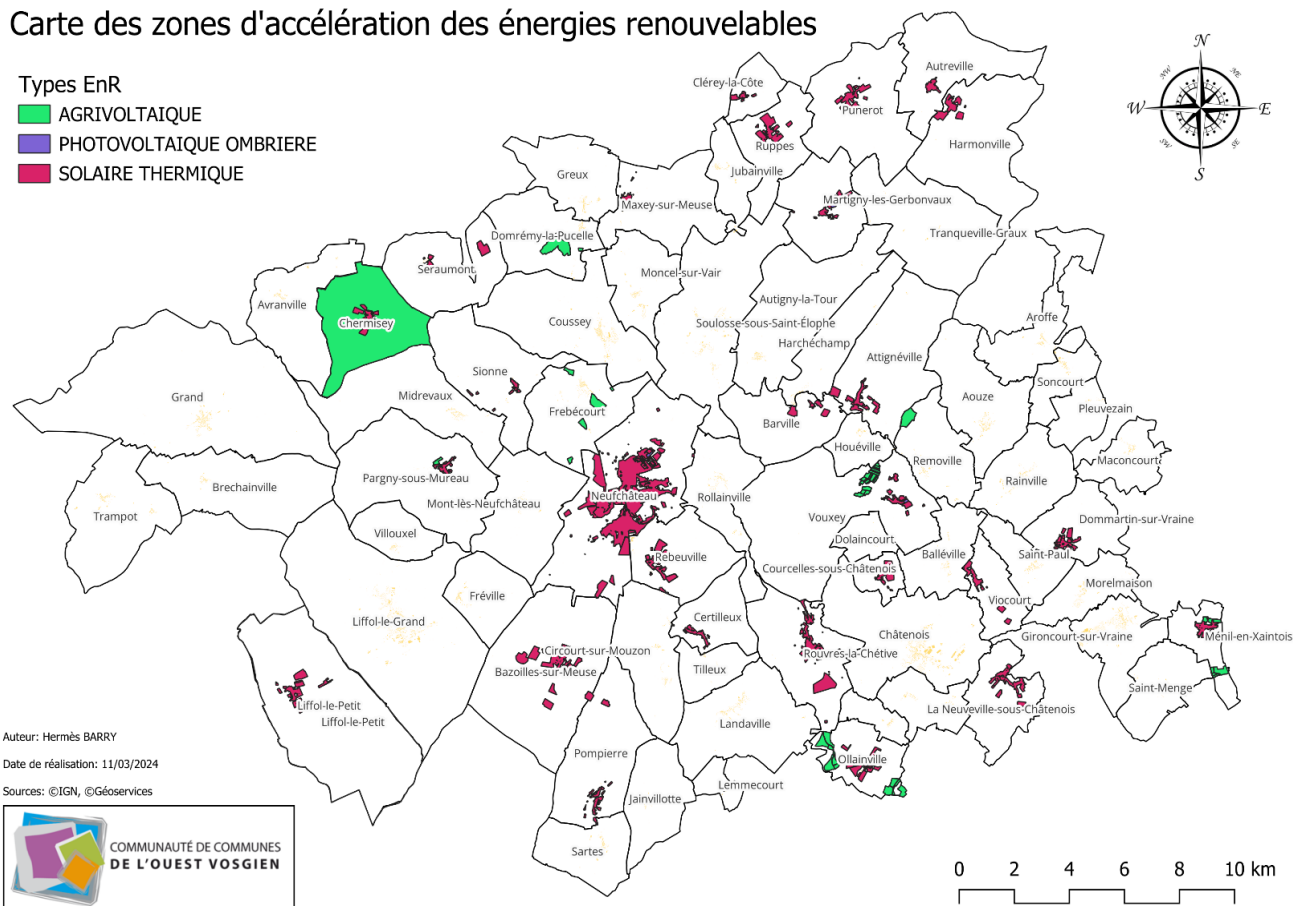 Carte des zones d'accélération des énergies renouvelables
Types EnR
AGRIVOLTAIQUE
PHOTOVOLTAIQUE OMBRIERE
SOLAIRE THERMIQUE
N
NE
E
SE
S
SW
W
NW
Clérey-la-Côte
Autreville
Punerot
Ruppes
Harmonville
Greux
Jubainville
Maxey-sur-Meuse
Martigny-les-Gerbonvaux
Domrémy-la-Pucelle
Tranqueville-Graux
Seraumont
Moncel-sur-Vair
Avranville
Autigny-la-Tour
Chermisey
Coussey
Soulosse-sous-Saint-Élophe
Aroffe
Harchéchamp
Attignéville
Sionne
Soncourt
Grand
Midrevaux
Aouze
Frebécourt
Pleuvezain
Barville
Houéville
Maconcourt
Removille
Pargny-sous-Mureau
Rainville
Brechainville
Neufchâteau
Rollainville
Mont-lès-Neufchâteau
Trampot
Vouxey
Dommartin-sur-Vraine
Villouxel
Dolaincourt
Rebeuville
Balléville
Saint-Paul
Courcelles-sous-Châtenois
Morelmaison
Fréville
Viocourt
Liffol-le-Grand
Certilleux
Châtenois
Gironcourt-sur-Vraine
Ménil-en-Xaintois
Circourt-sur-Mouzon
Rouvres-la-Chétive
Bazoilles-sur-Meuse
Tilleux
Saint-Menge
Liffol-le-Petit
La Neuveville-sous-Châtenois
Liffol-le-Petit
Landaville
Pompierre
Ollainville
Lemmecourt
Jainvillotte
Sartes
Auteur: Hermès BARRY
Date de réalisation: 11/03/2024
Sources: ©IGN, ©Géoservices
COMMUNAUTÉ DE COMMUNES
DE L'OUEST VOSGIEN
0 2 4 6 8 10 km